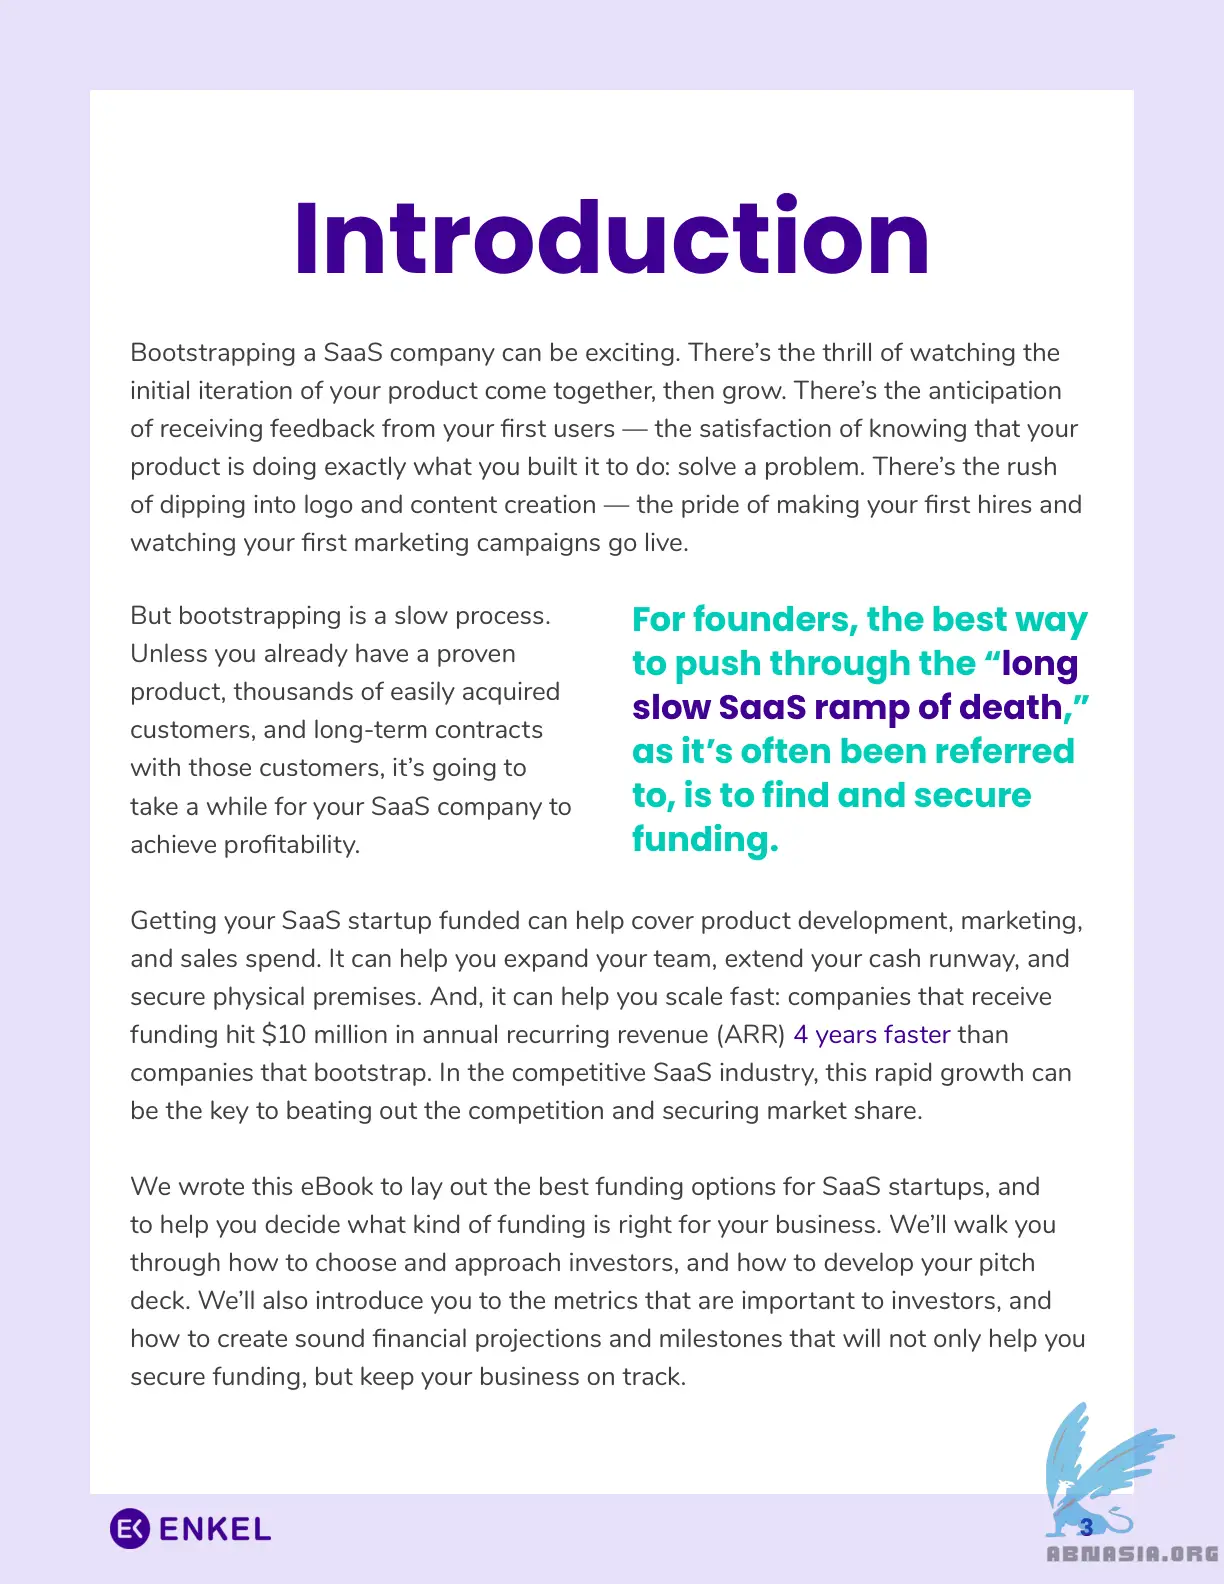 Introduction
Bootstrapping a SaaS company can be exciting. There’s the thrill of watching the
initial iteration of your product come together, then grow. There’s the anticipation
of receiving feedback from your first users — the satisfaction of knowing that your
product is doing exactly what you built it to do: solve a problem. There’s the rush
of dipping into logo and content creation — the pride of making your first hires and
watching your first marketing campaigns go live.
But bootstrapping is a slow process.
Unless you already have a proven
product, thousands of easily acquired
customers, and long-term contracts
with those customers, it’s going to
take a while for your SaaS company to
achieve profitability.
For founders, the best way
to push through the “long
slow SaaS ramp of death,”
as it’s often been referred
to, is to find and secure
funding.
Getting your SaaS startup funded can help cover product development, marketing,
and sales spend. It can help you expand your team, extend your cash runway, and
secure physical premises. And, it can help you scale fast: companies that receive
funding hit $10 million in annual recurring revenue (ARR) 4 years faster than
companies that bootstrap. In the competitive SaaS industry, this rapid growth can
be the key to beating out the competition and securing market share.
We wrote this eBook to lay out the best funding options for SaaS startups, and
to help you decide what kind of funding is right for your business. We’ll walk you
through how to choose and approach investors, and how to develop your pitch
deck. We’ll also introduce you to the metrics that are important to investors, and
how to create sound financial projections and milestones that will not only help you
secure funding, but keep your business on track.
EK ENKEL
3
ABNASIA.ORG